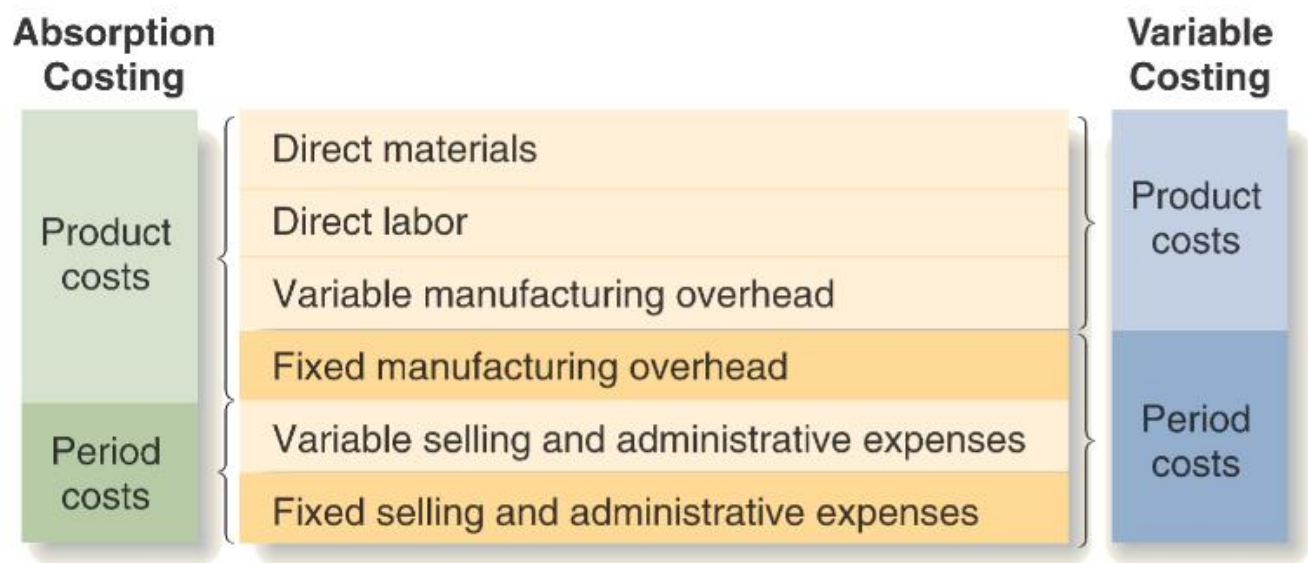 Absorption
Costing
Variable
Costing
Product
costs
Period
costs
Direct materials
Direct labor
Variable manufacturing overhead
Fixed manufacturing overhead
Variable selling and administrative expenses
Fixed selling and administrative expenses
Product
costs
Period
costs